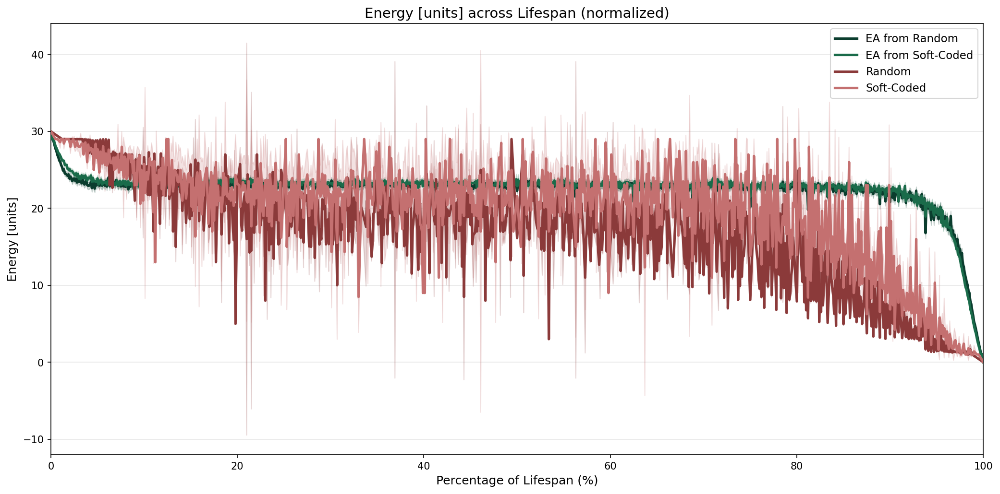 Energy [units] across Lifespan (normalized)
EA from Random
EA from Soft-Coded
Random
Soft-Coded
Energy [units]
40
30
20
10
0
−10
0
20
40
60
80
100
Percentage of Lifespan (%)